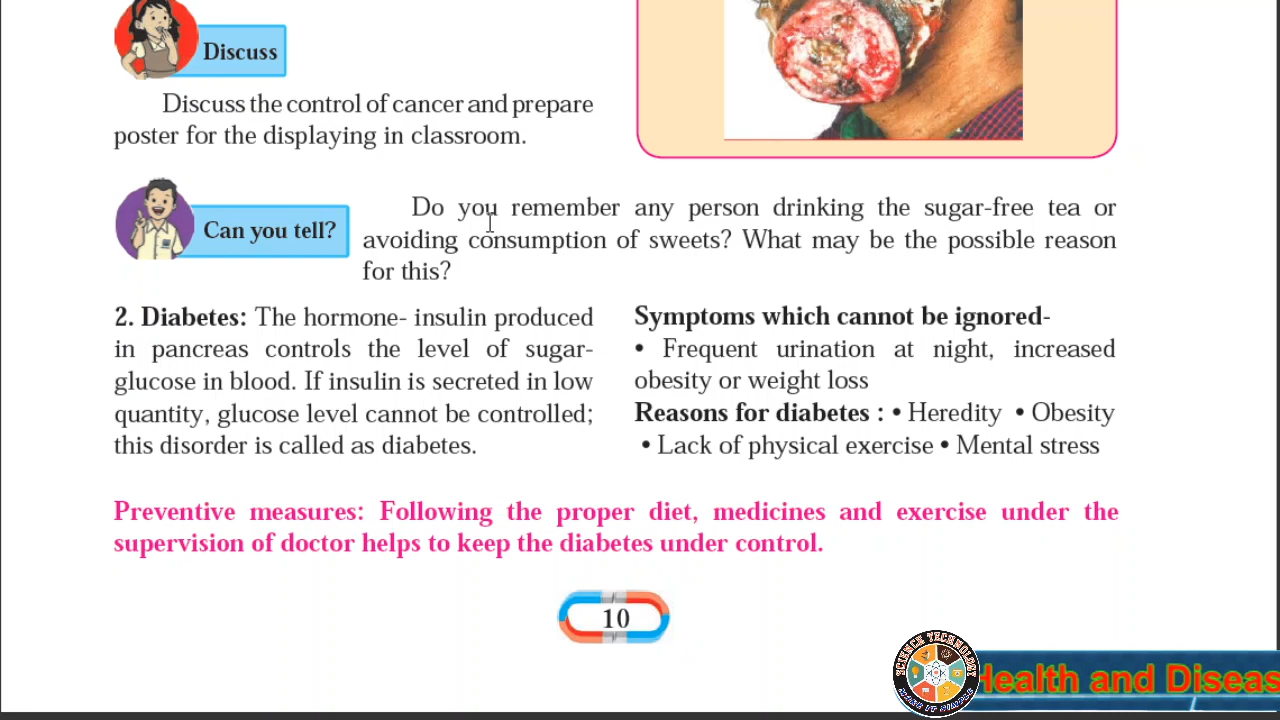 Discuss
Discuss the control of cancer and prepare
poster for the displaying in classroom.
Can you tell?
Do you remember any person drinking the sugar-free tea or
avoiding consumption of sweets? What may be the possible reason
for this?
2. Diabetes: The hormone- insulin produced
in pancreas controls the level of sugar-
glucose in blood. If insulin is secreted in low
quantity, glucose level cannot be controlled;
this disorder is called as diabetes.
Symptoms which cannot be ignored-
• Frequent urination at night, increased
obesity or weight loss
Reasons for diabetes : • Heredity • Obesity
• Lack of physical exercise • Mental stress
Preventive measures: Following the proper diet, medicines and exercise under the
supervision of doctor helps to keep the diabetes under control.
10
SCIENCE TECHNOLOGY
Health and Diseas